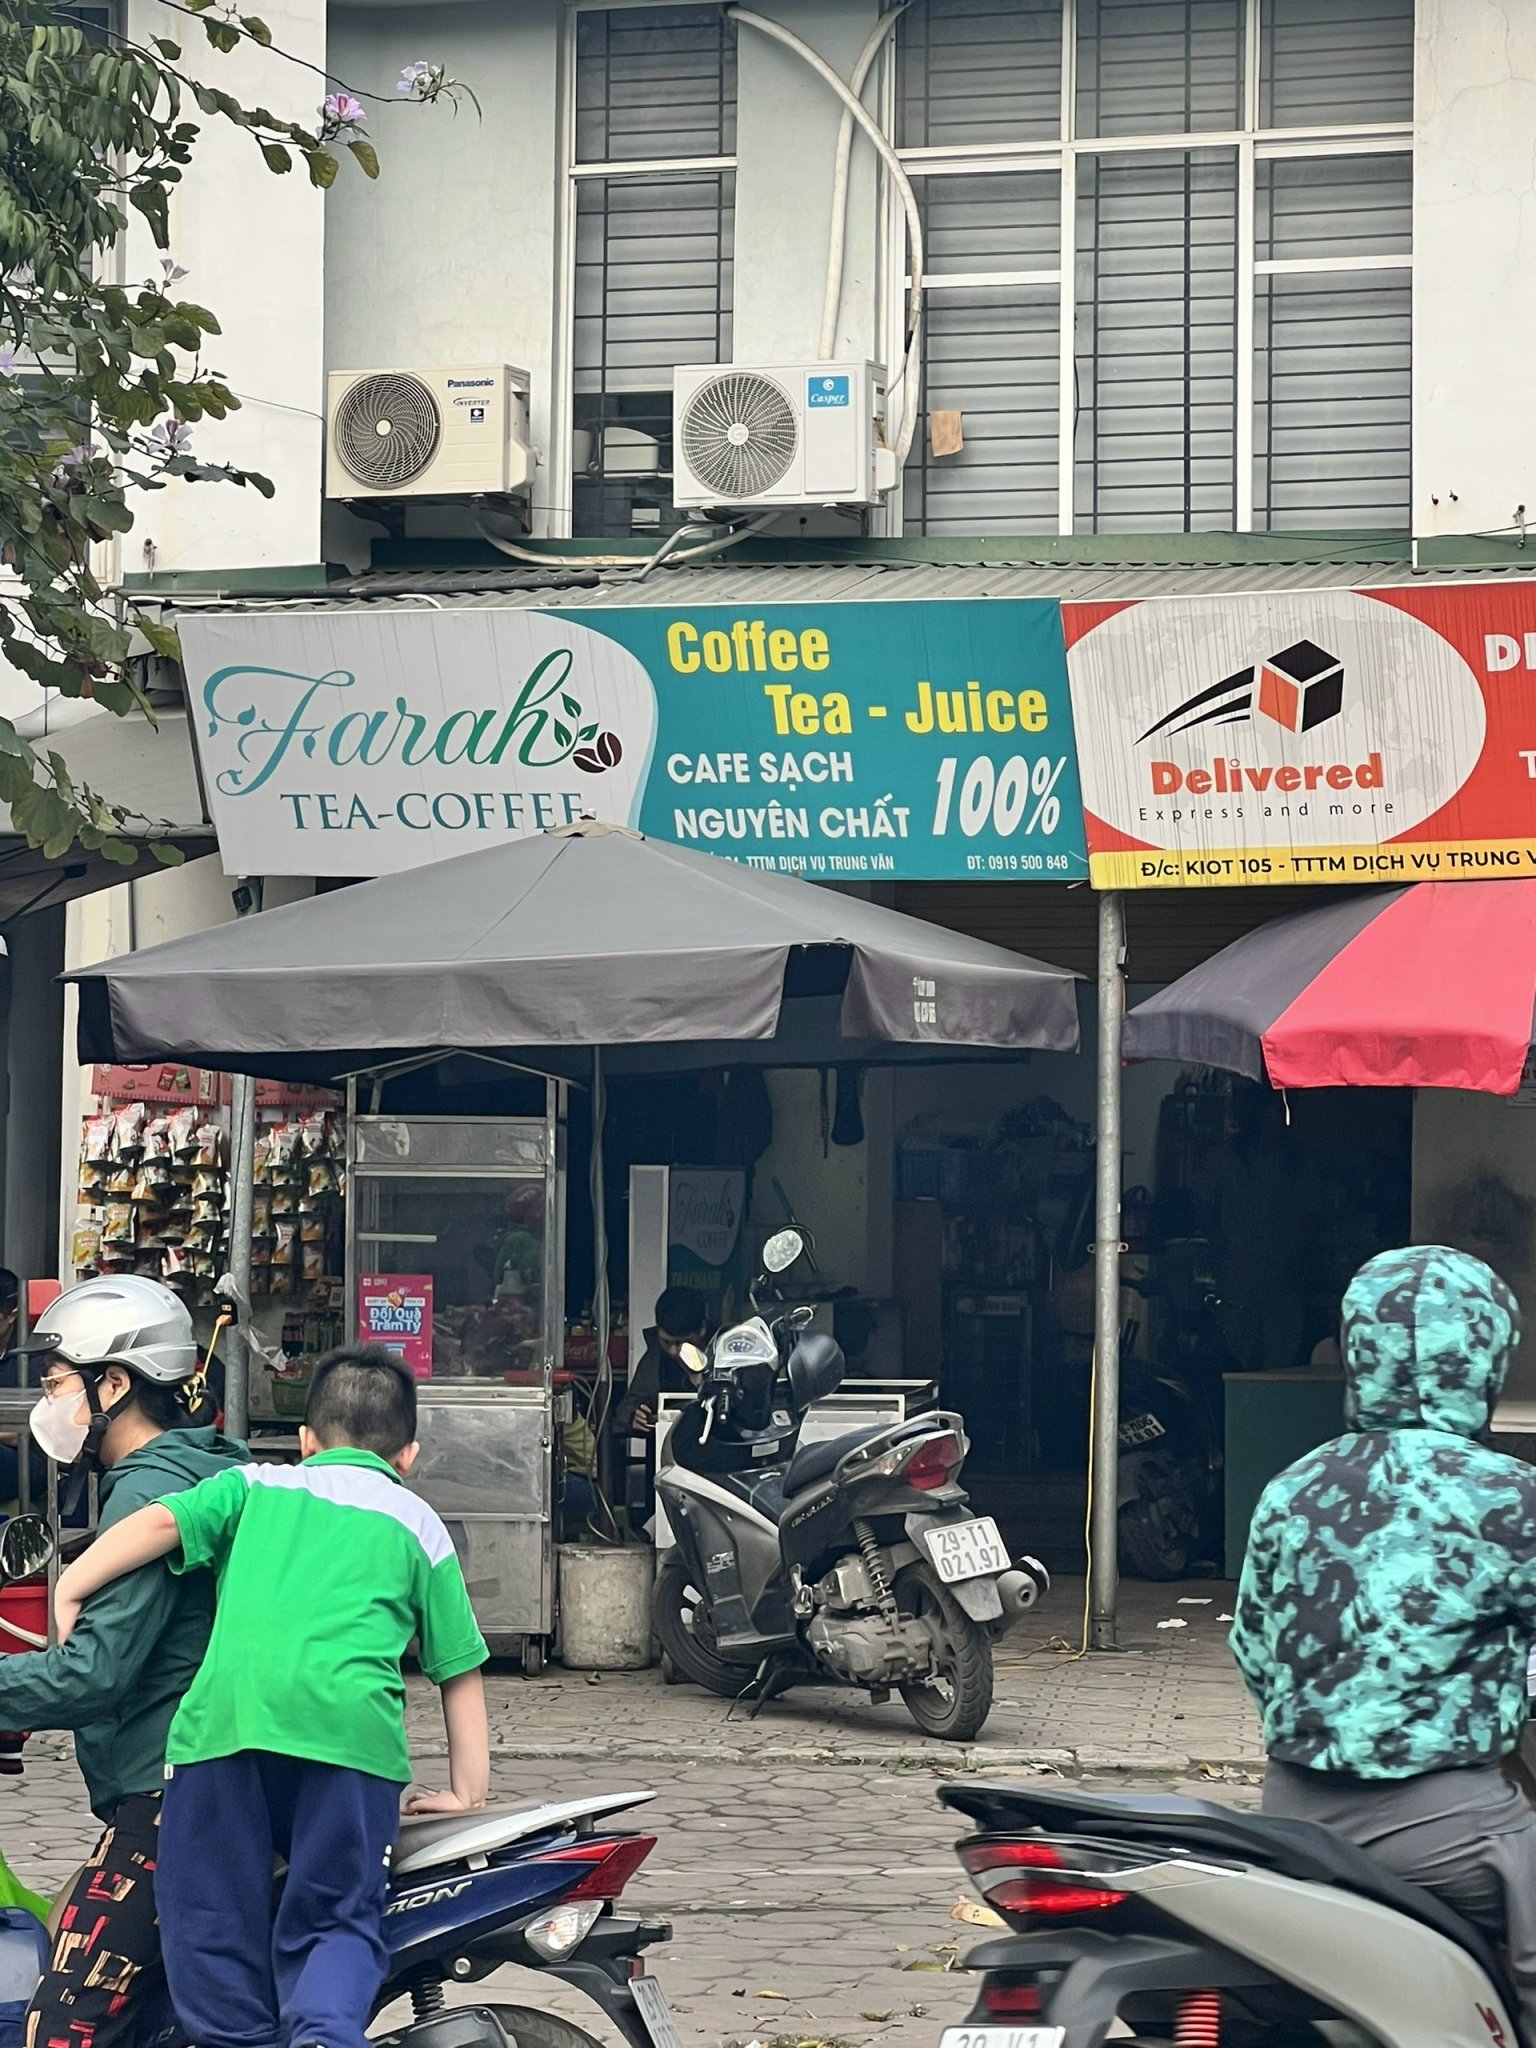 Panasonic
INVERTER
Casper
Farah
TEA-COFFEE
Coffee
Tea - Juice
CAFE SẠCH
NGUYÊN CHẤT
100%
TTTM DỊCH VỤ TRUNG VĂN
ĐT: 0919 500 848
Delivered
Express and more
Đ/c: KIOT 105 - TTTM DỊCH VỤ TRUNG
Farah
COFFEE
Đổi Quà
Trăm Tỷ
29-T1
021.97